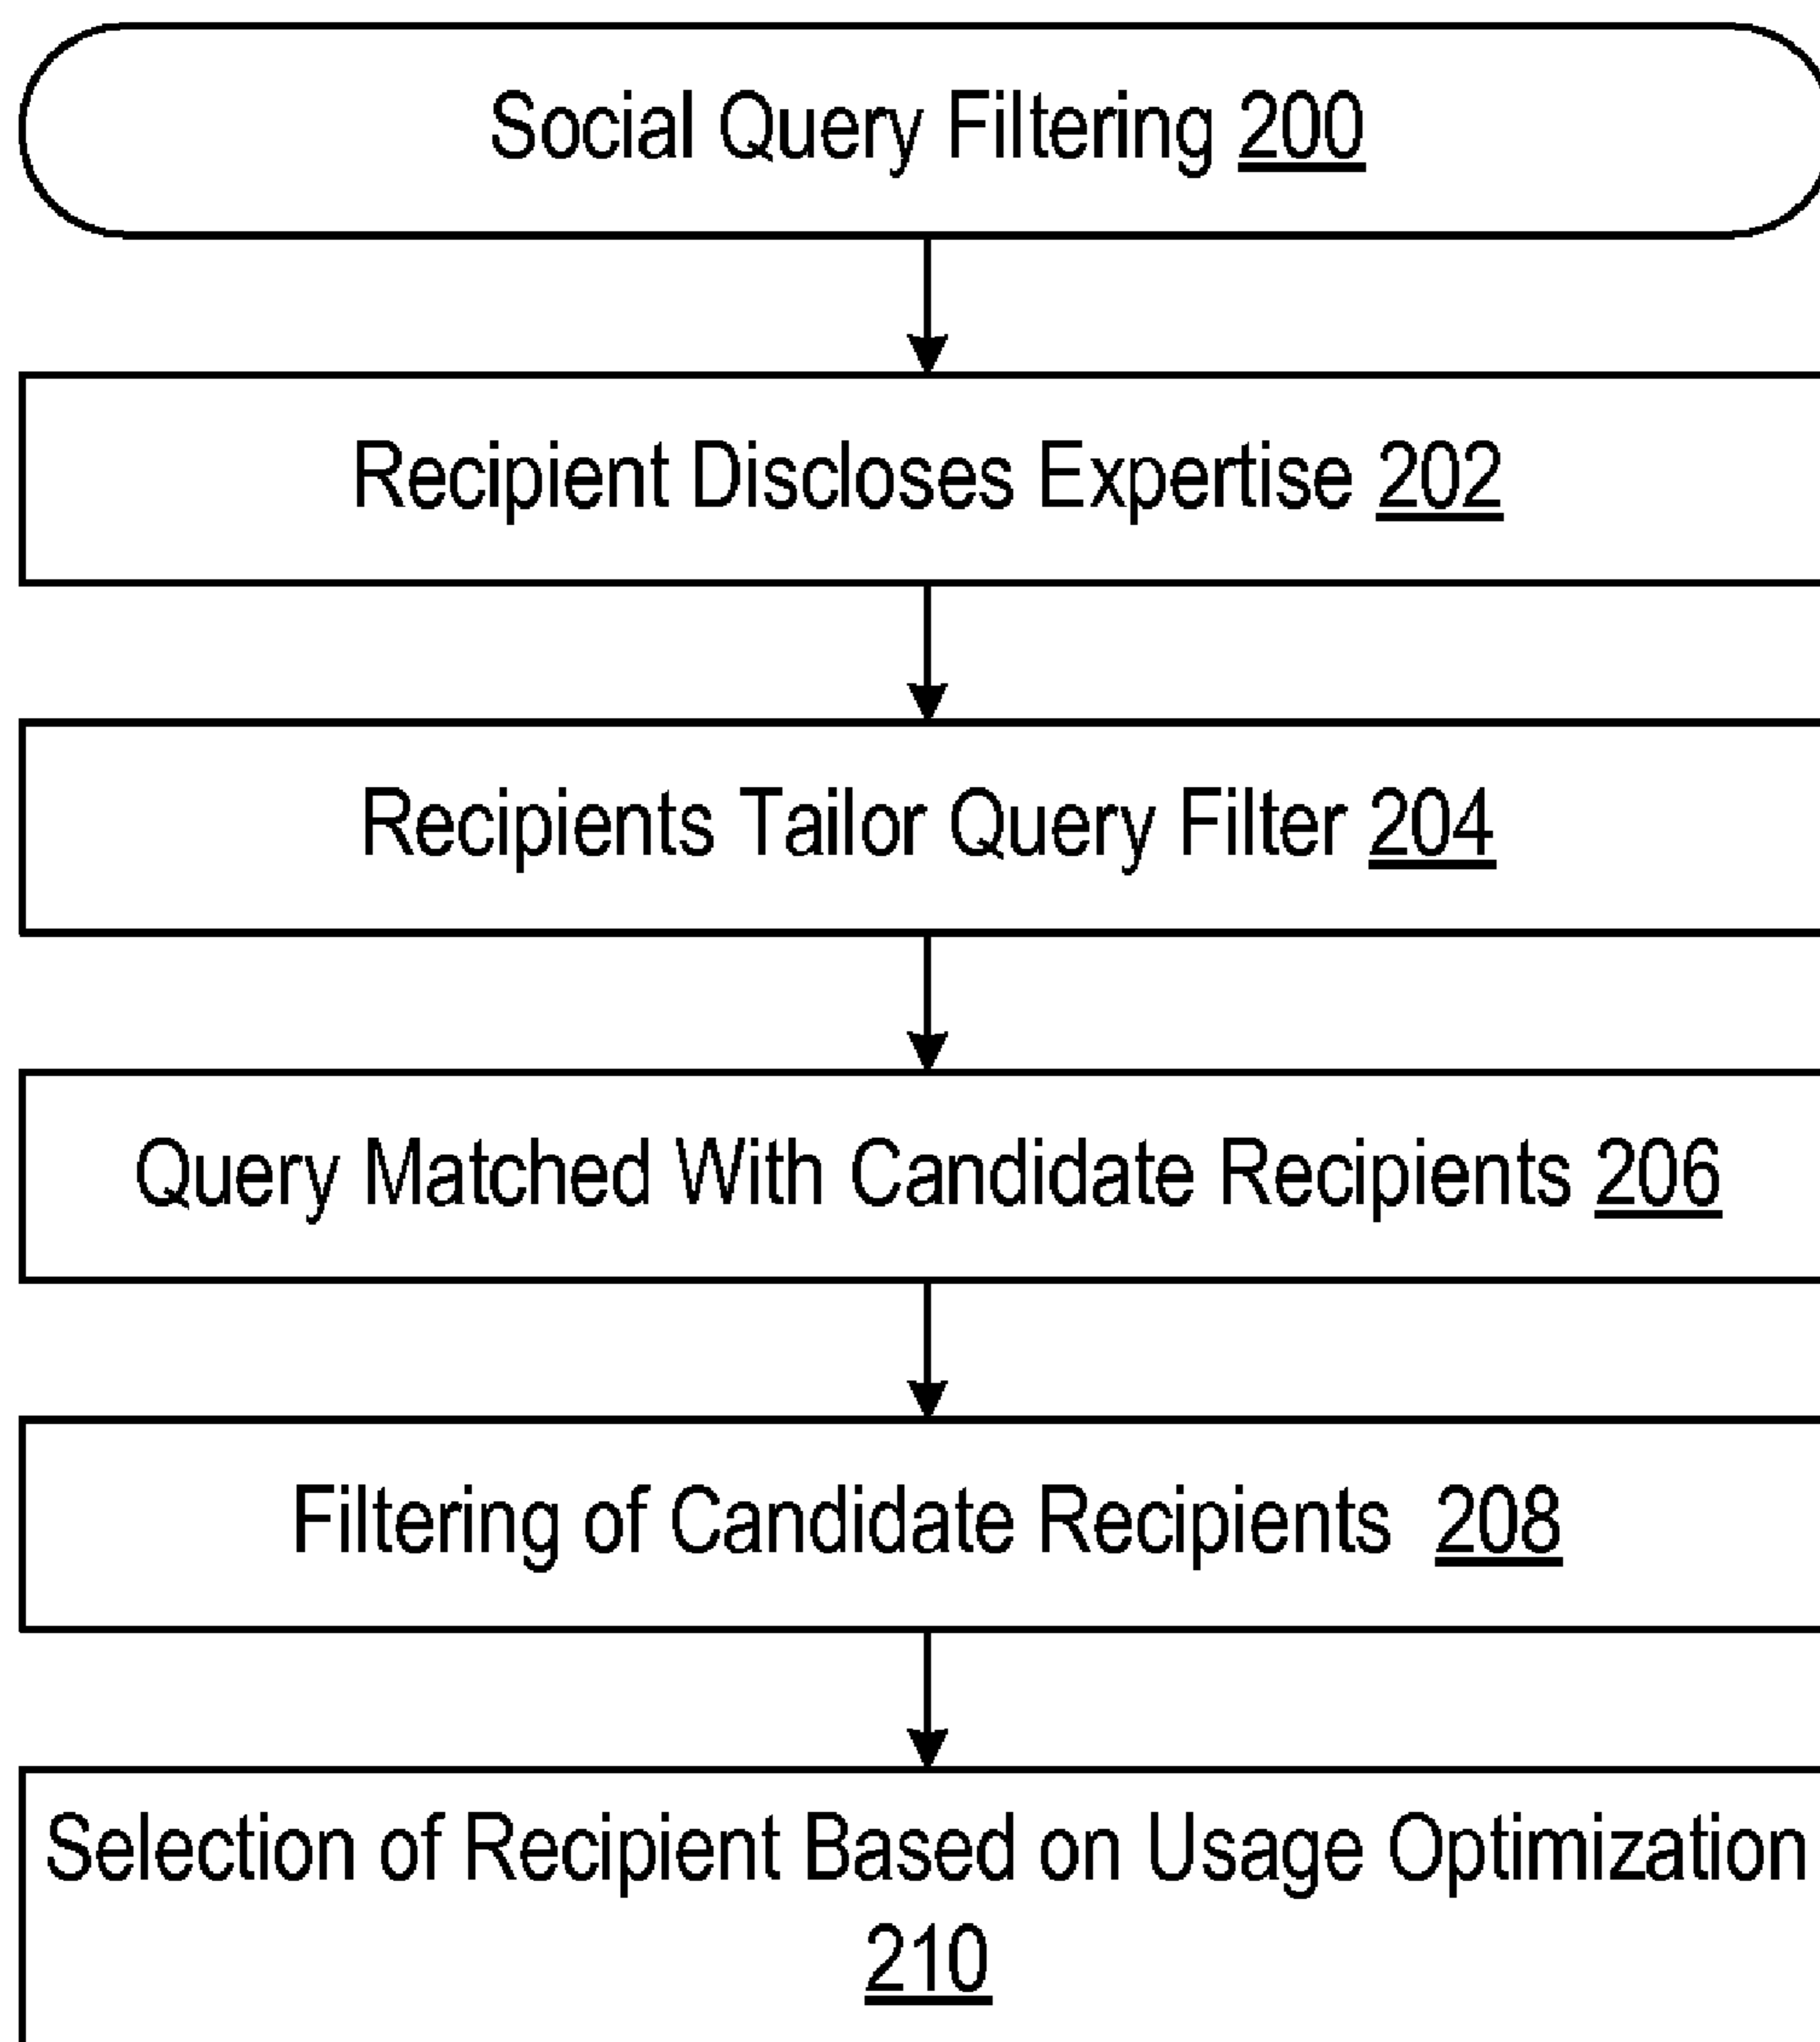 Social Query Filtering 200
Recipient Discloses Expertise 202
Recipients Tailor Query Filter 204
Query Matched With Candidate Recipients 206
Filtering of Candidate Recipients 208
Selection of Recipient Based on Usage Optimization
210